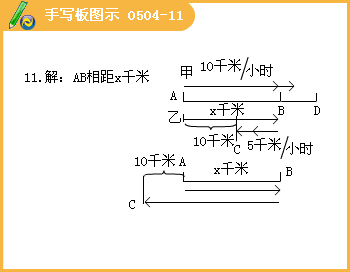 手写板图示 0504-11
11.解：AB相距x千米
甲 10千米/小时
A B D
x千米
乙
10千米 C 5千米/小时
10千米 A x千米 B
C